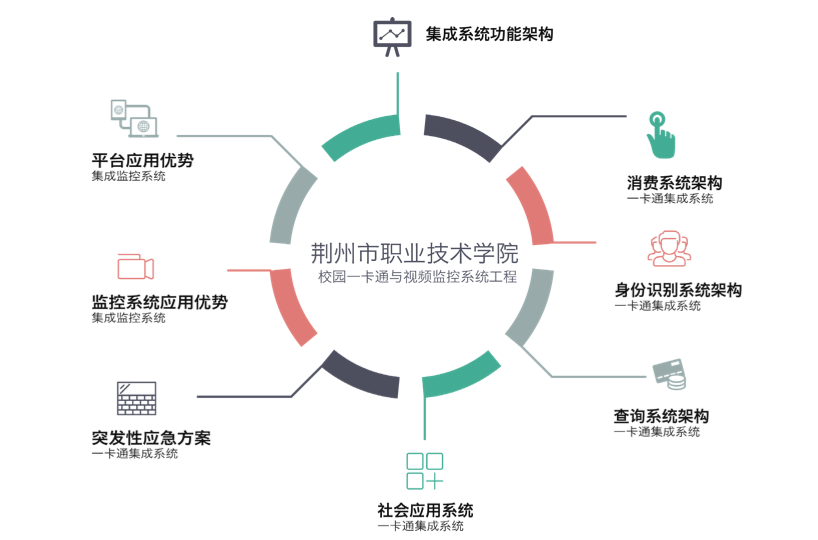 集成系统功能架构
平台应用优势
集成监控系统
消费系统架构
一卡通集成系统
荆州市职业技术学院
校园一卡通与视频监控系统工程
监控系统应用优势
集成监控系统
身份识别系统架构
一卡通集成系统
突发性应急方案
一卡通集成系统
查询系统架构
一卡通集成系统
社会应用系统
一卡通集成系统